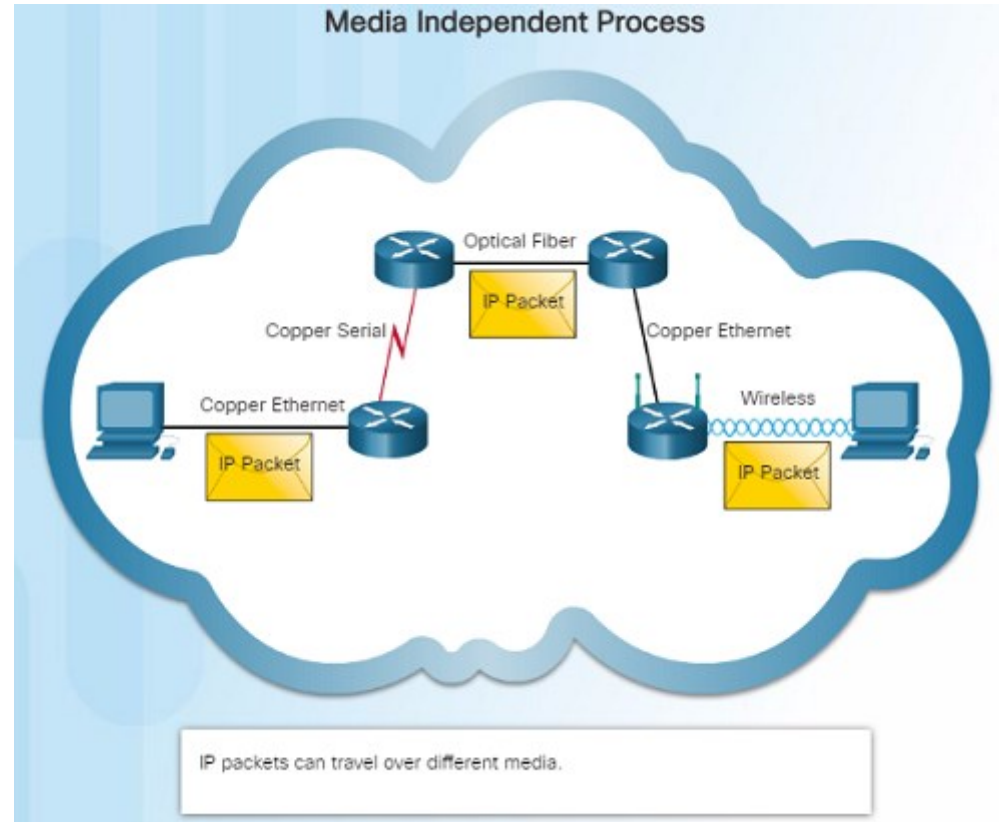 Media Independent Process
Optical Fiber
IP Packet
Copper Serial
Copper Ethernet
Copper Ethernet
IP Packet
Wireless
IP Packet
IP packets can travel over different media.